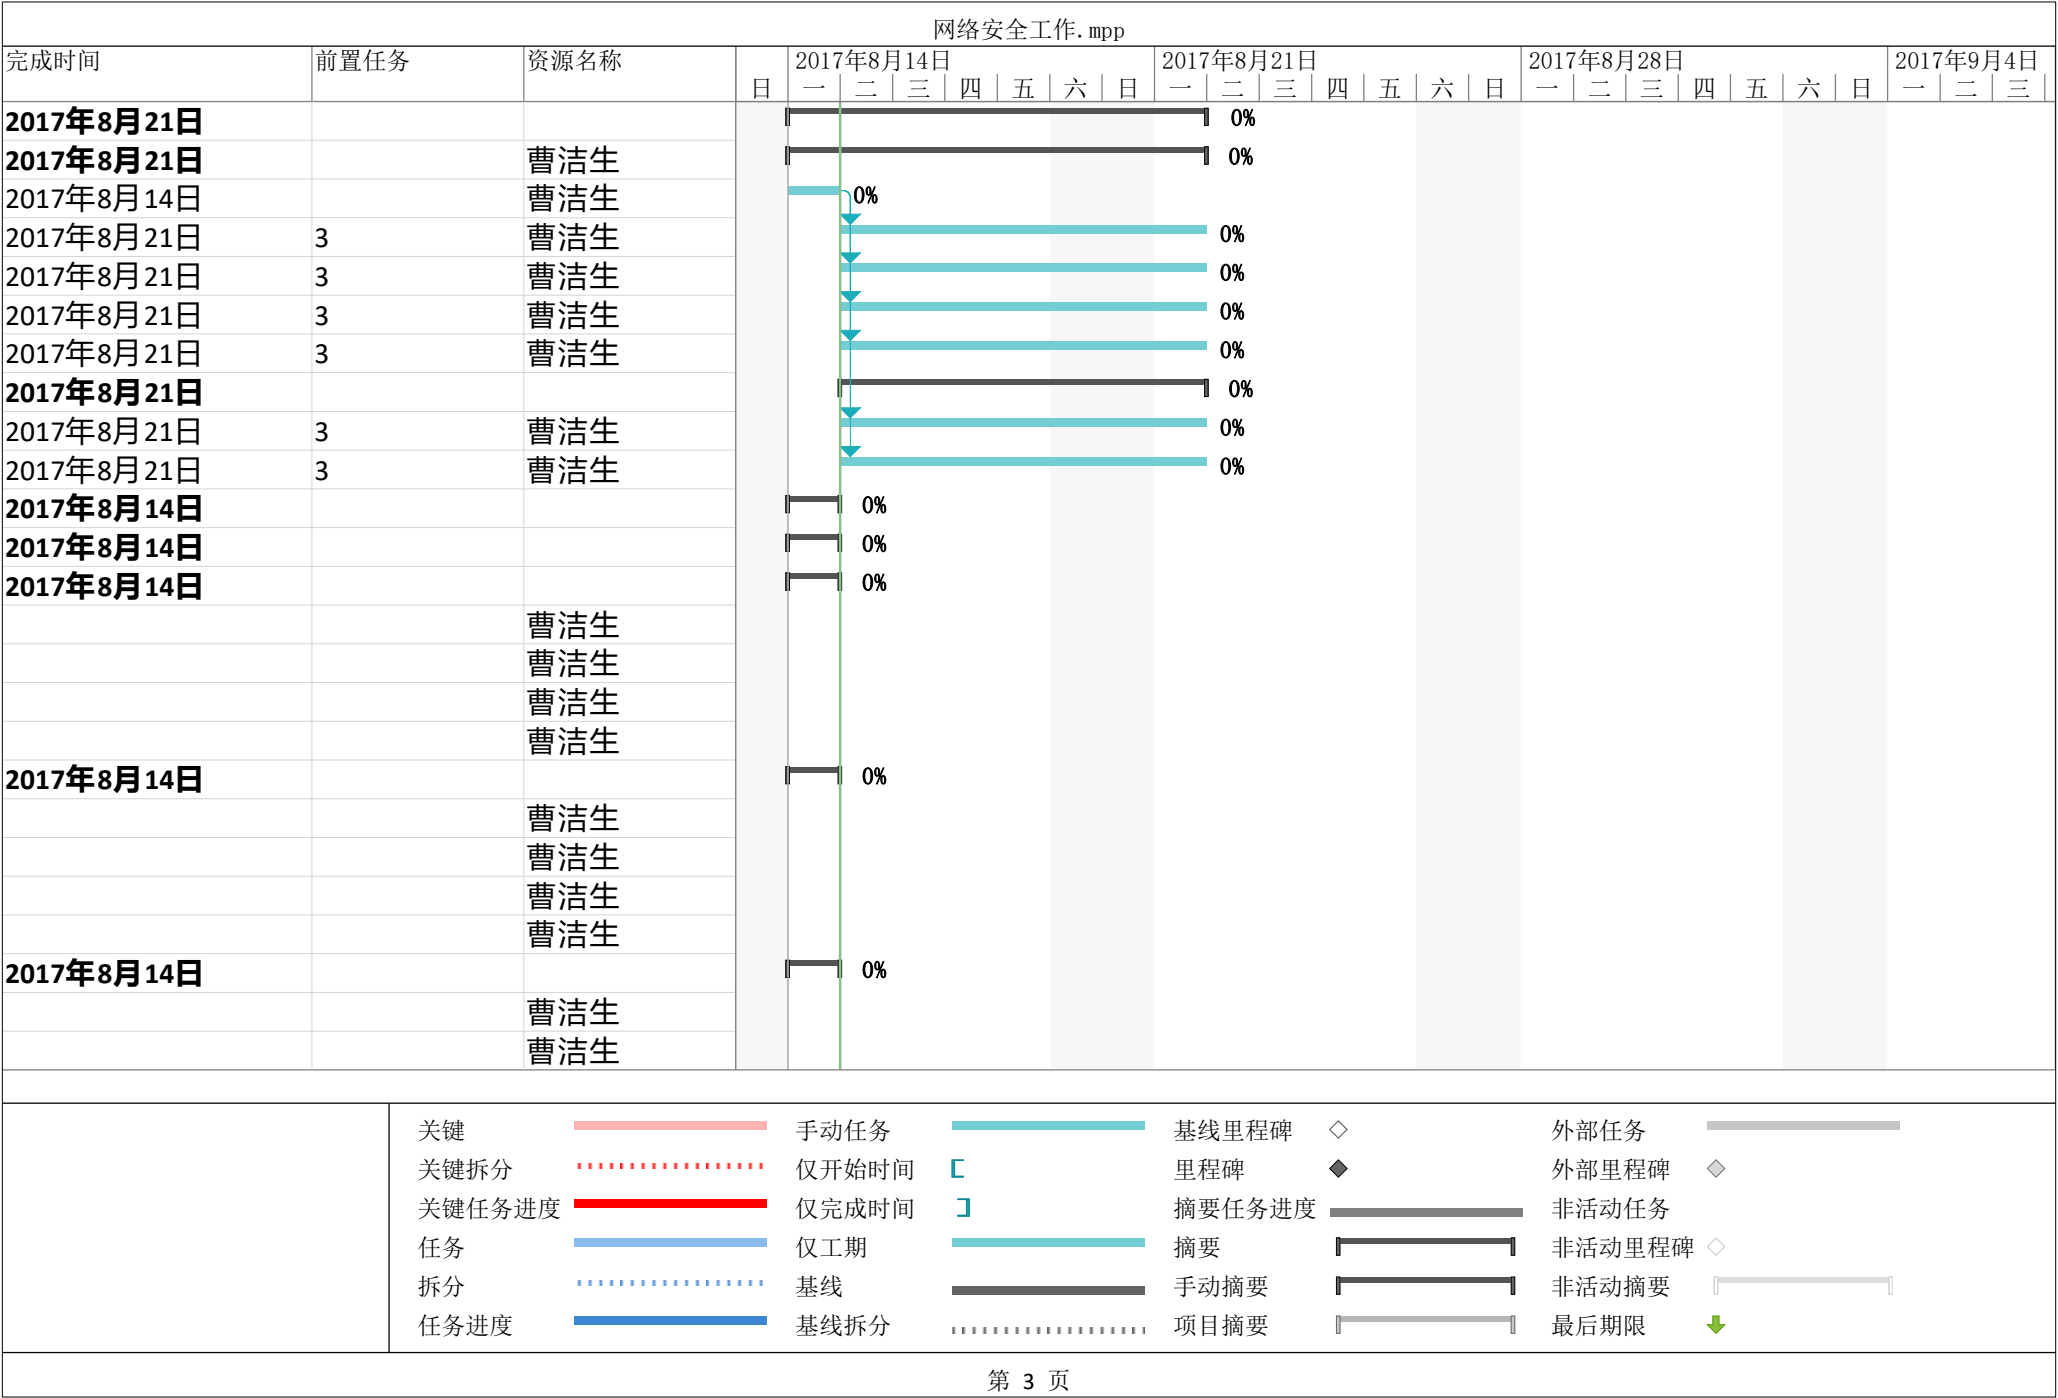 网络安全工作.mpp
完成时间 前置任务 资源名称 2017年8月14日 2017年8月21日 2017年8月28日 2017年9月4日
日 一 二 三 四 五 六 日 一 二 三 四 五 六 日 一 二 三 四 五 六 日 一 二 三
2017年8月21日 0%
2017年8月21日 曹洁生 0%
2017年8月14日 曹洁生 0%
2017年8月21日 3 曹洁生 0%
2017年8月21日 3 曹洁生 0%
2017年8月21日 3 曹洁生 0%
2017年8月21日 3 曹洁生 0%
2017年8月21日 0%
2017年8月21日 3 曹洁生 0%
2017年8月21日 3 曹洁生 0%
2017年8月14日 0%
2017年8月14日 0%
2017年8月14日 0%
曹洁生
曹洁生
曹洁生
曹洁生
2017年8月14日 0%
曹洁生
曹洁生
曹洁生
曹洁生
2017年8月14日 0%
曹洁生
曹洁生
关键 手动任务 基线里程碑 外部任务
关键拆分 仅开始时间 里程碑 外部里程碑
关键任务进度 仅完成时间 摘要任务进度 非活动任务
任务 仅工期 摘要 非活动里程碑
拆分 基线 手动摘要 非活动摘要
任务进度 基线拆分 项目摘要 最后期限
第 3 页